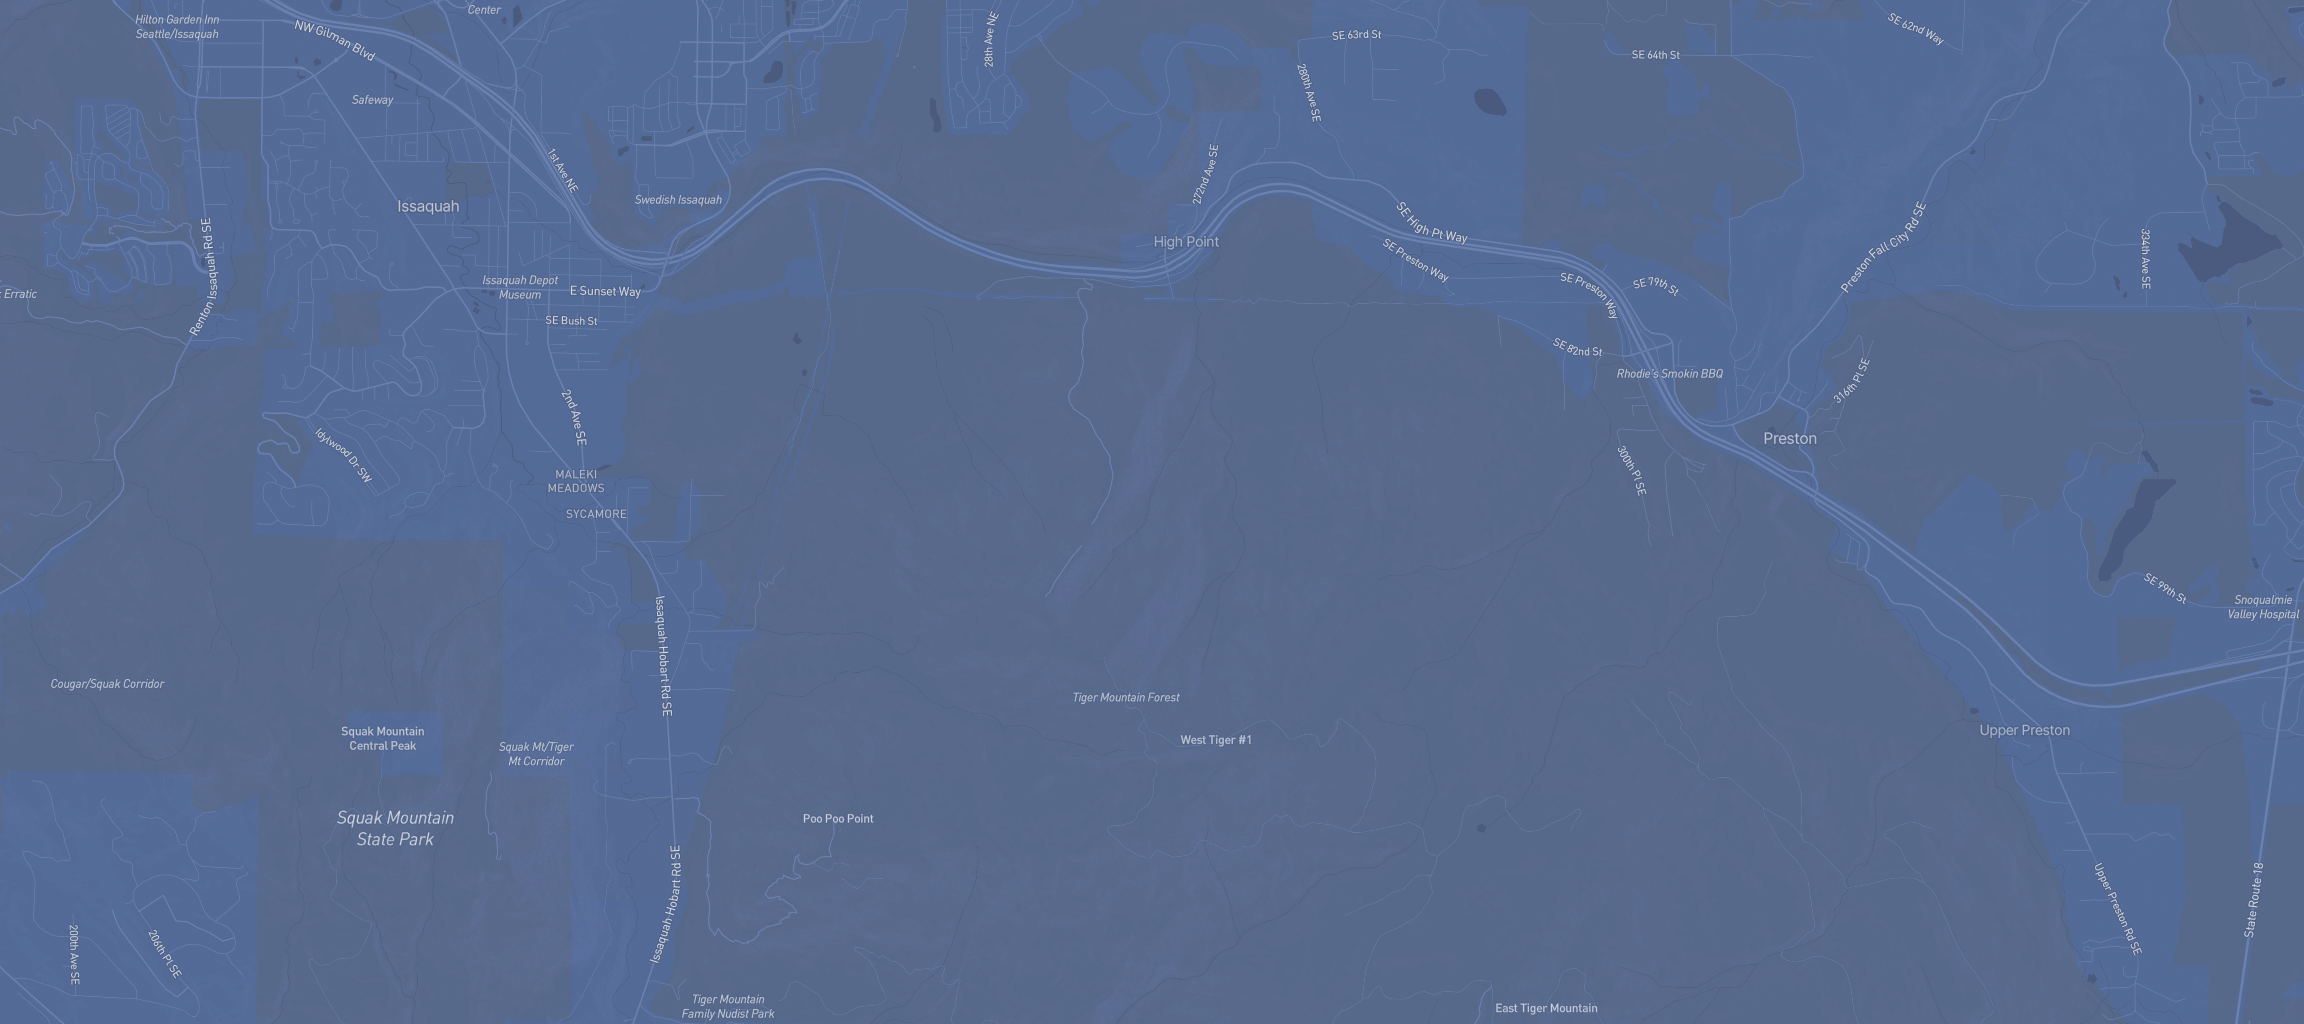 Hilton Garden Inn
Seattle/Issaquah
Center
NW Gilman Blvd
28th Ave NE
SE 63rd St
SE 64th St
SE 62nd Way
Safeway
280th Ave SE
1st Ave NE
272nd Ave SE
Swedish Issaquah
Issaquah
SE High Pt Way
High Point
SE Preston Way
Renton Issaquah Rd SE
Preston Fall City Rd SE
334th Ave SE
Issaquah Depot
Museum
E Sunset Way
: Erratic
SE Preston Way
SE 79th St
SE Bush St
SE 82nd St
Rhodie's Smokin BBQ
316th Pl SE
2nd Ave SE
Idylwood Dr SW
Preston
300th Pl SE
MALEKI
MEADOWS
SYCAMORE
SE 99th St
Snoqualmie
Valley Hospital
Issaquah Hobart Rd SE
Cougar/Squak Corridor
Tiger Mountain Forest
Squak Mountain
Central Peak
Squak Mt/Tiger
Mt Corridor
West Tiger #1
Upper Preston
Squak Mountain
State Park
Poo Poo Point
Issaquah Hobart Rd SE
200th Ave SE
206th Pl SE
Upper Preston Rd SE
State Route 18
Tiger Mountain
Family Nudist Park
East Tiger Mountain